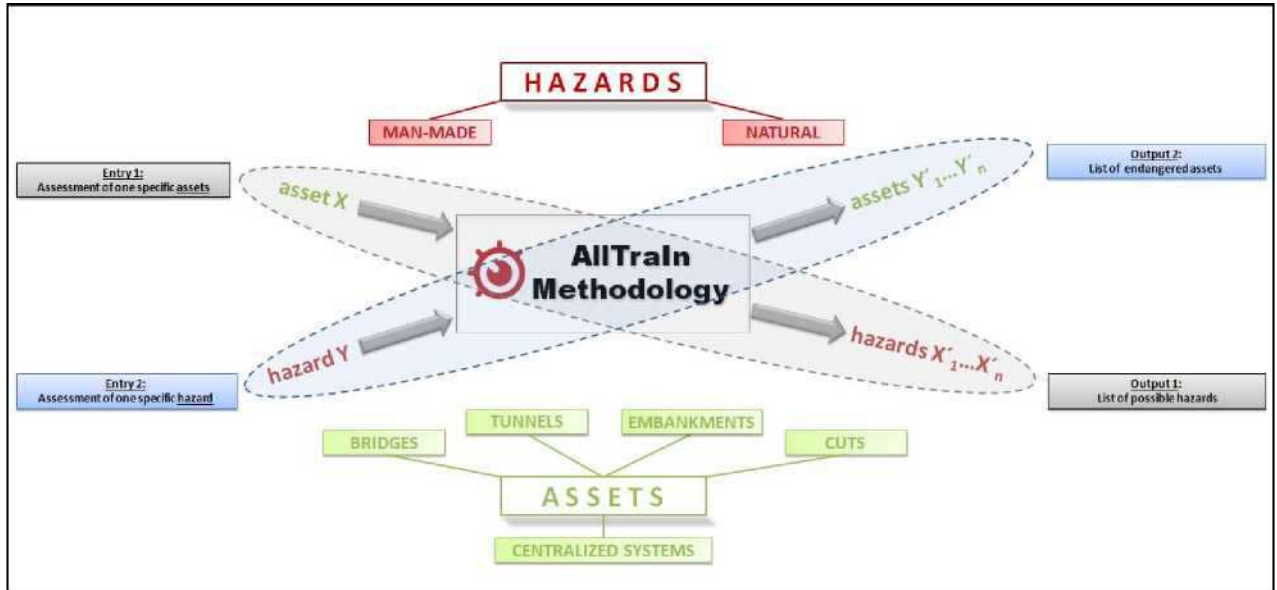 HAZARDS
MAN-MADE
NATURAL
Entry 1:
Assessment of one specific assets
asset X
assets Y´1...Y´n
Output 2:
List of endangered assets
AllTraIn
Methodology
Entry 2:
Assessment of one specific hazard
hazard Y
hazards X´1...X´n
Output 1:
List of possible hazards
BRIDGES
TUNNELS
EMBANKMENTS
CUTS
ASSETS
CENTRALIZED SYSTEMS